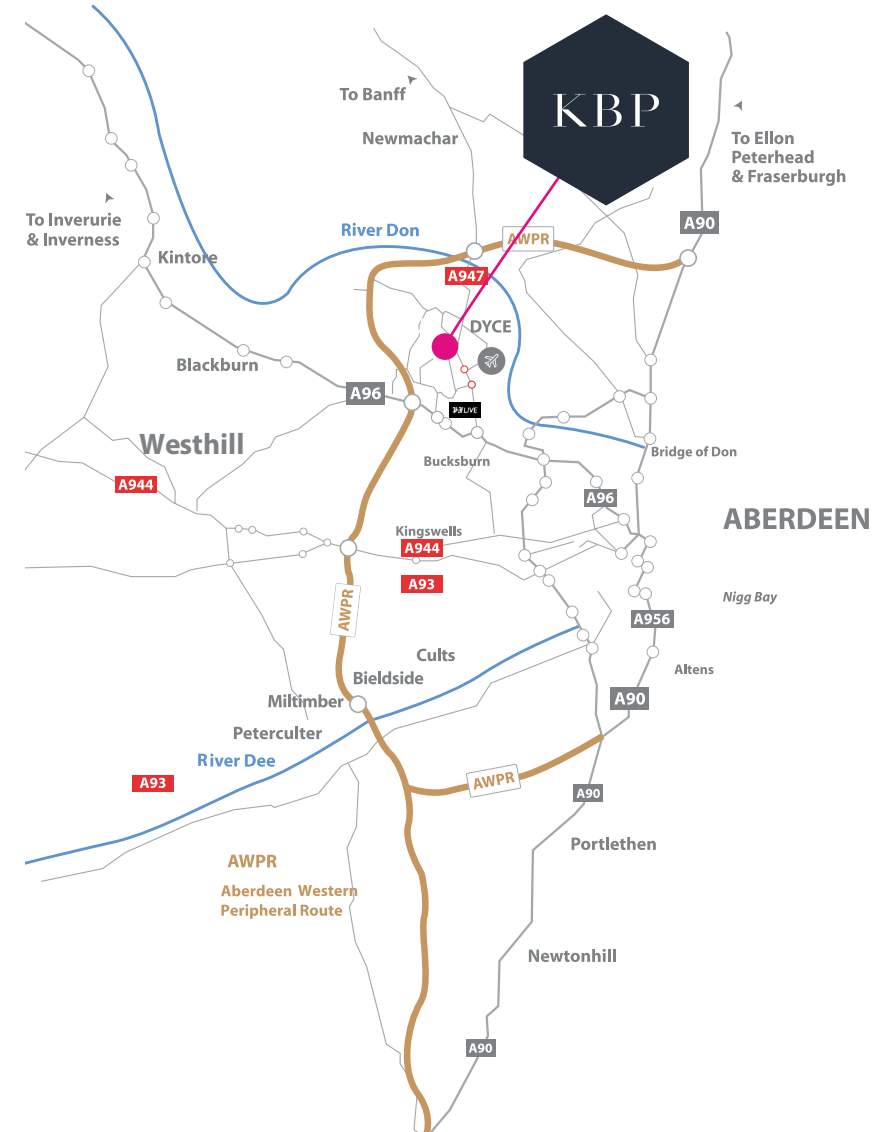 KBP
To Banff
Newmachar
To Ellon
Peterhead
& Fraserburgh
To Inverurie
& Inverness
River Don
A90
AWPR
Kintore
A947
DYCE
Blackburn
A96
LIVE
Westhill
Bucksburn
Bridge of Don
A944
A96
ABERDEEN
Kingswells
A944
A93
Nigg Bay
AWPR
A956
Cults
Altens
Bieldside
Miltimber
A90
Peterculter
River Dee
A93
AWPR
A90
Portlethen
AWPR
Aberdeen Western
Peripheral Route
Newtonhill
A90